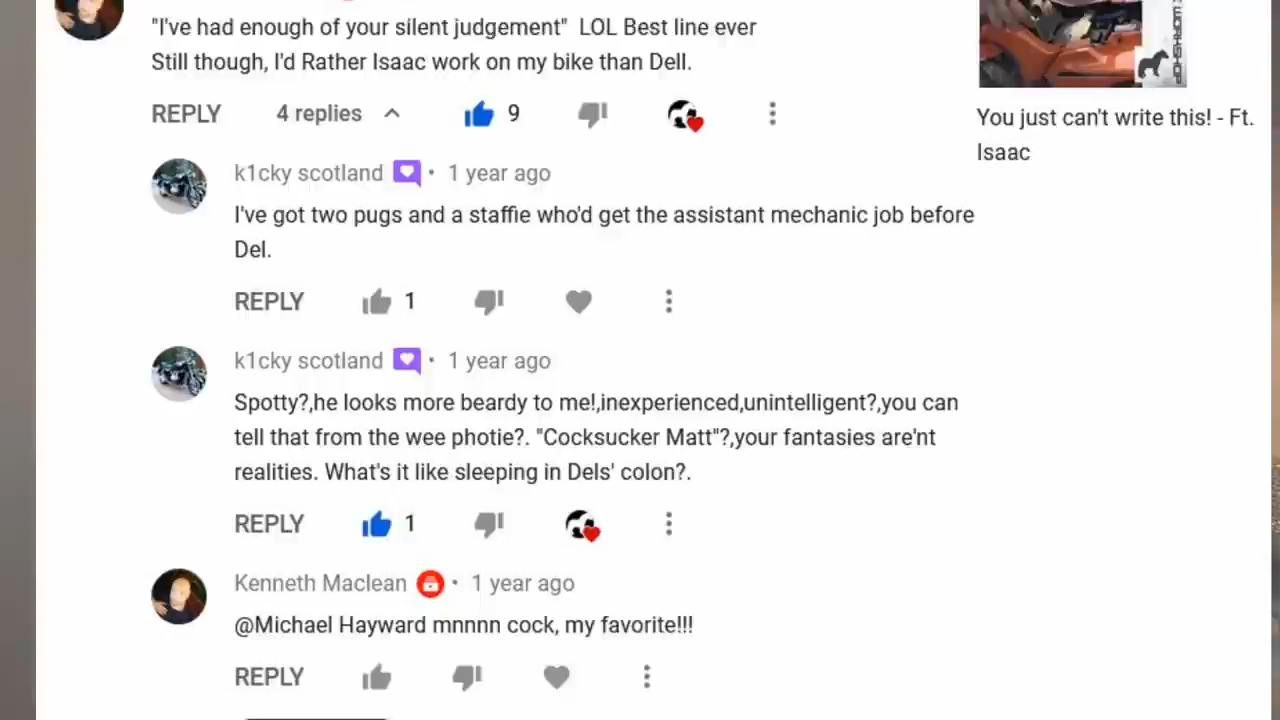 "I've had enough of your silent judgement" LOL Best line ever
Still though, I'd Rather Isaac work on my bike than Dell.
REPLY 4 replies 9
k1cky scotland • 1 year ago
I've got two pugs and a staffie who'd get the assistant mechanic job before
Del.
REPLY 1
k1cky scotland • 1 year ago
Spotty?,he looks more beardy to me!,inexperienced,unintelligent?,you can
tell that from the wee photie?. "Cocksucker Matt"?,your fantasies are'nt
realities. What's it like sleeping in Dels' colon?.
REPLY 1
Kenneth Maclean • 1 year ago
@Michael Hayward mnnnn cock, my favorite!!!
REPLY
WORKSHOP
You just can't write this! - Ft.
Isaac